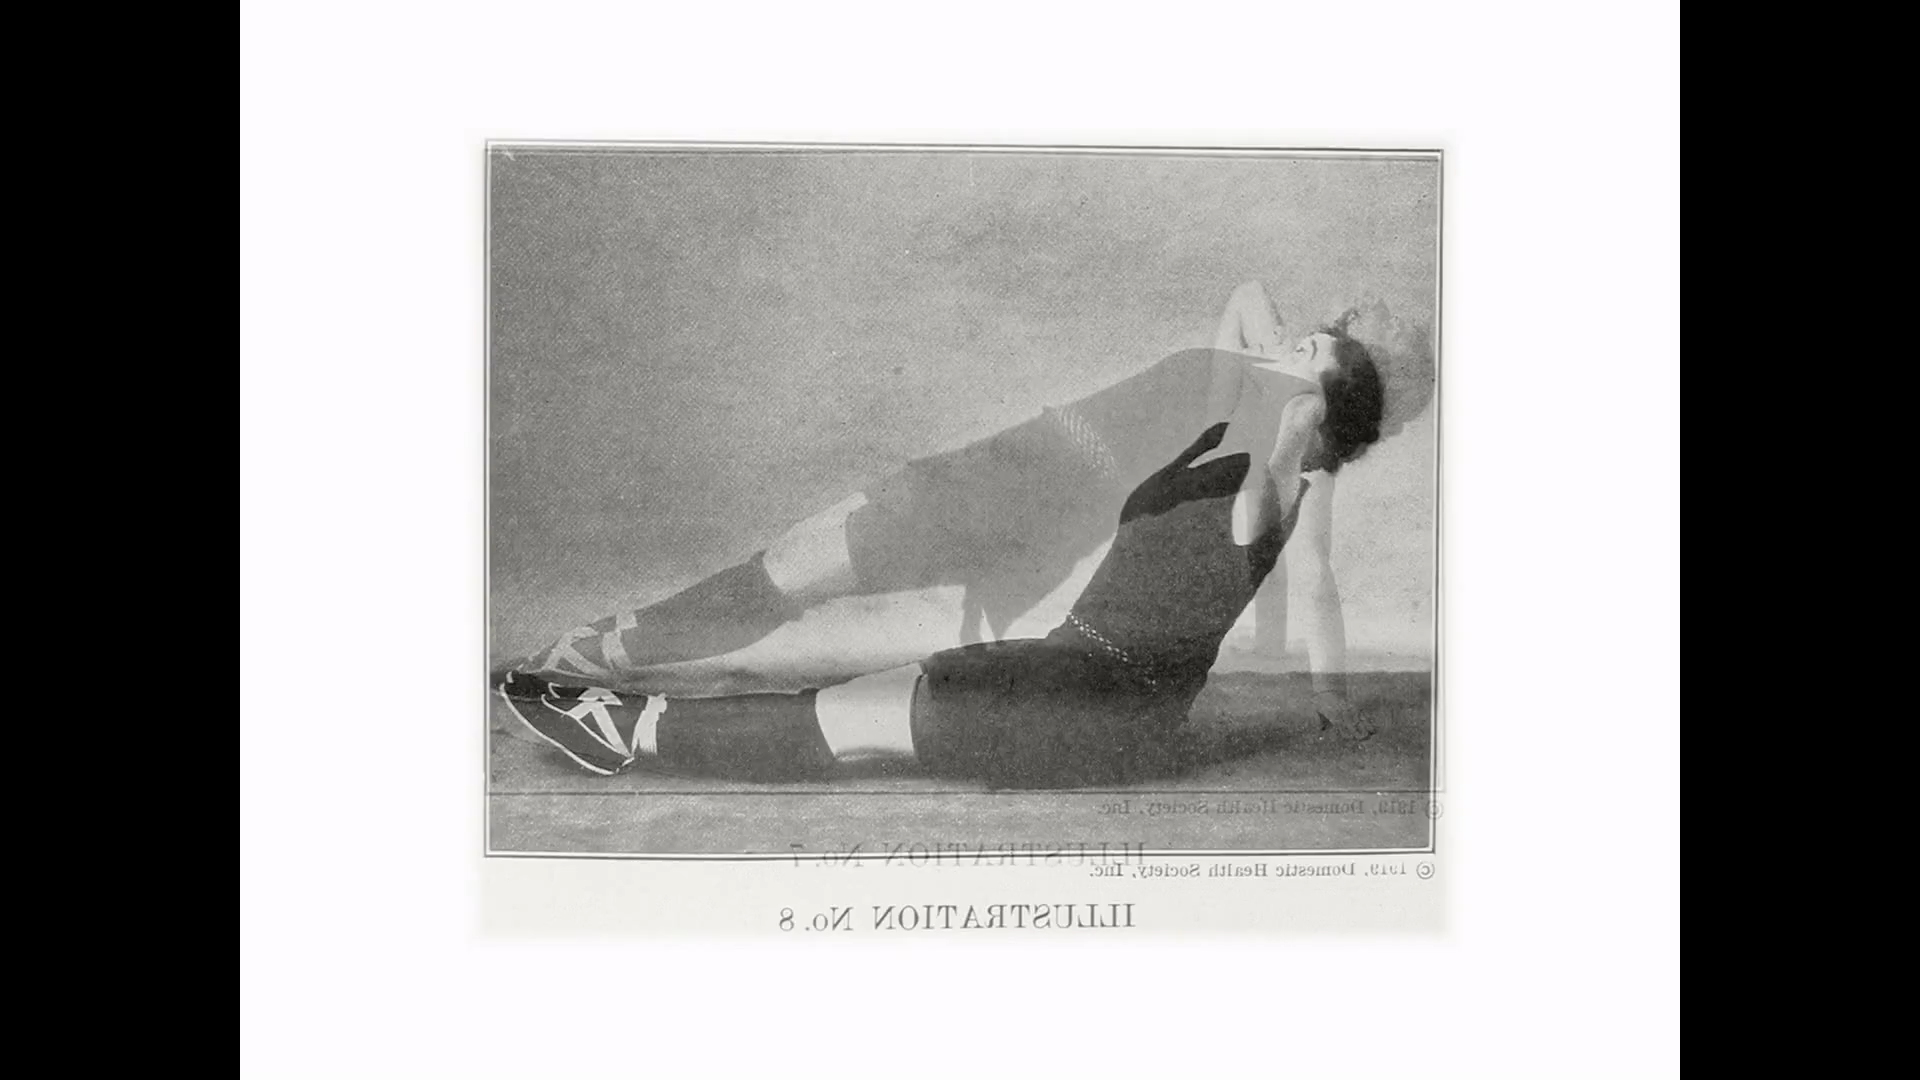 © 1919, Domestic Health Society, Inc.
ILLUSTRATION No. 7
© 1919, Domestic Health Society, Inc.
ILLUSTRATION No. 8